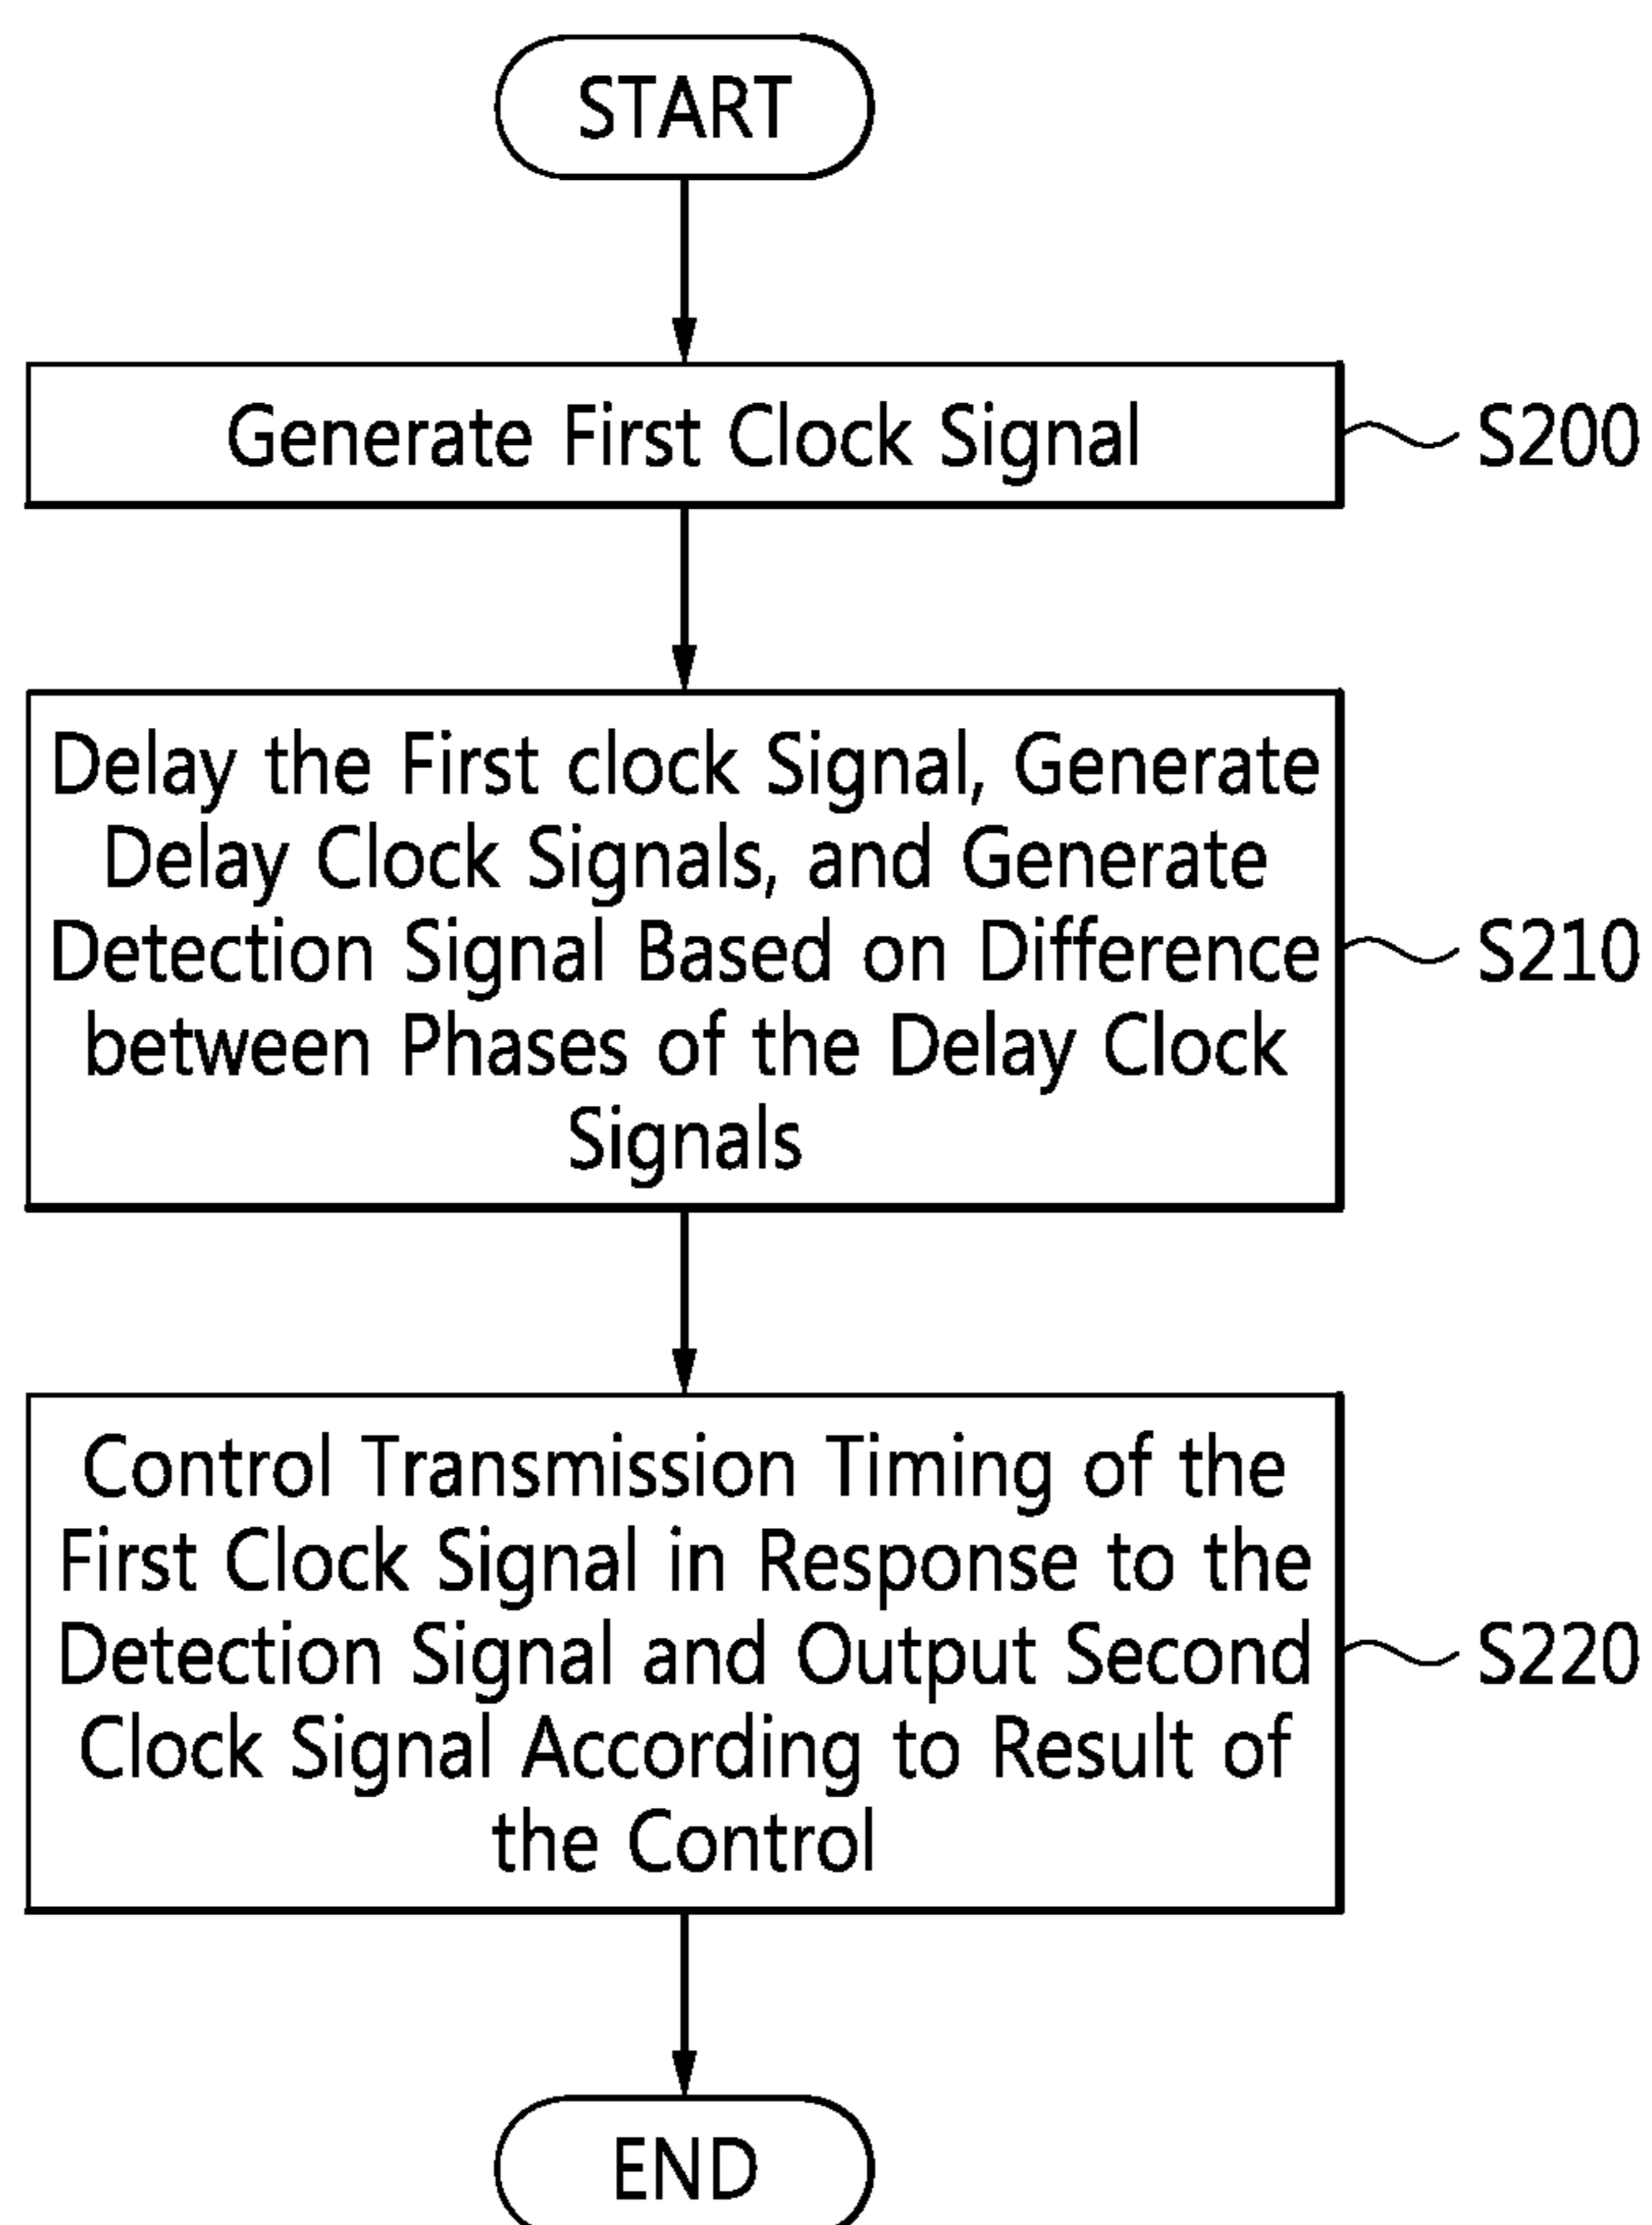 START
Generate First Clock Signal
S200
Delay the First clock Signal, Generate
Delay Clock Signals, and Generate
Detection Signal Based on Difference
between Phases of the Delay Clock
Signals
S210
Control Transmission Timing of the
First Clock Signal in Response to the
Detection Signal and Output Second
Clock Signal According to Result of
the Control
S220
END